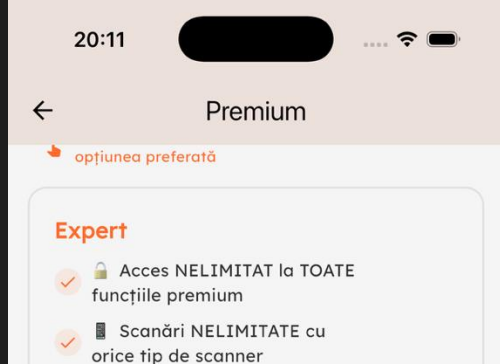 20:11
Premium
opțiunea preferată
Expert
Acces NELIMITAT la TOATE
funcțiile premium
Scanări NELIMITATE cu
orice tip de scanner